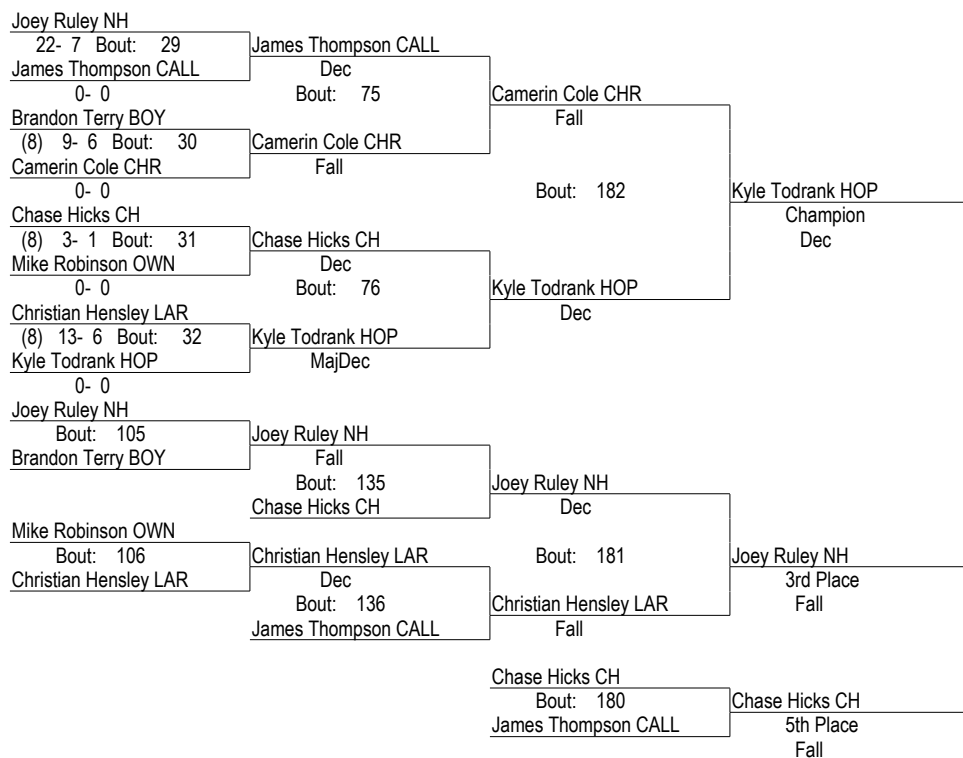 Joey Ruley NH
22- 7 Bout: 29
James Thompson CALL
James Thompson CALL
Dec
0- 0
Bout: 75
Camerin Cole CHR
Brandon Terry BOY
Fall
(8) 9- 6 Bout: 30
Camerin Cole CHR
Camerin Cole CHR
Fall
0- 0
Bout: 182
Kyle Todrank HOP
Chase Hicks CH
Champion
(8) 3- 1 Bout: 31
Chase Hicks CH
Dec
Mike Robinson OWN
Dec
0- 0
Bout: 76
Kyle Todrank HOP
Christian Hensley LAR
Dec
(8) 13- 6 Bout: 32
Kyle Todrank HOP
Kyle Todrank HOP
MajDec
0- 0
Joey Ruley NH
Bout: 105
Joey Ruley NH
Brandon Terry BOY
Fall
Bout: 135
Joey Ruley NH
Chase Hicks CH
Dec
Mike Robinson OWN
Bout: 106
Christian Hensley LAR
Bout: 181
Joey Ruley NH
Christian Hensley LAR
Dec
3rd Place
Bout: 136
Christian Hensley LAR
Fall
James Thompson CALL
Fall
Chase Hicks CH
Bout: 180
Chase Hicks CH
James Thompson CALL
5th Place
Fall